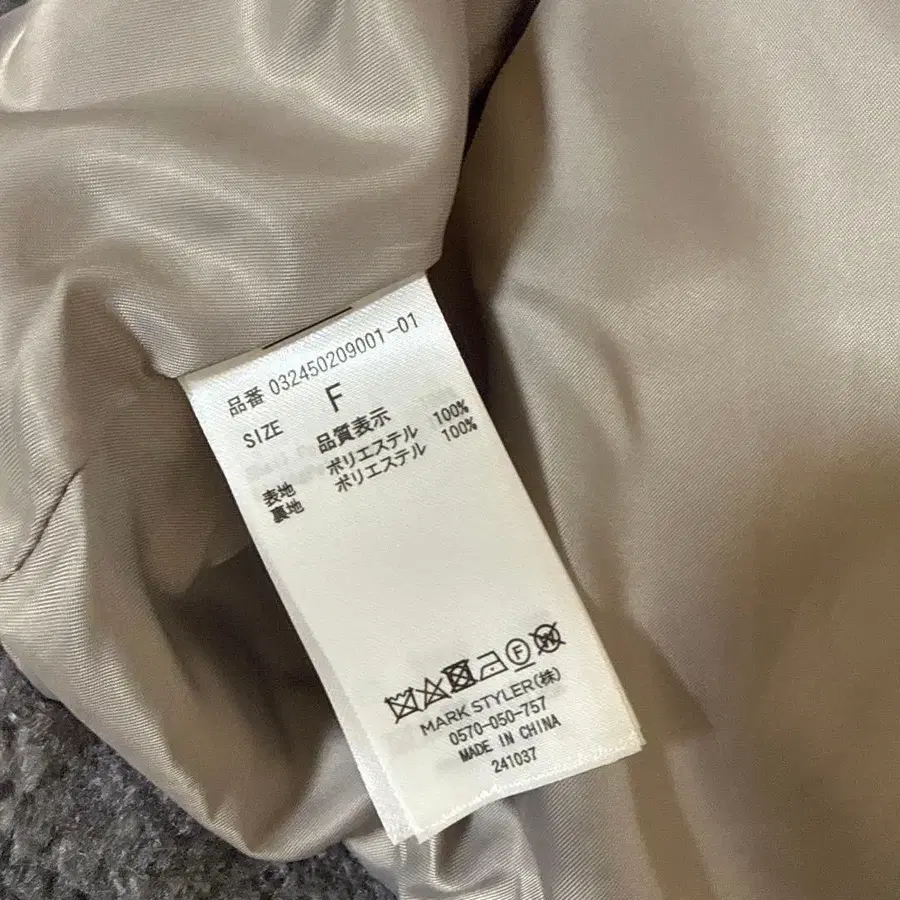 品番 032450209001-01
SIZE F
品質表示
表地 ポリエステル 100%
裏地 ポリエステル 100%
F W
MARK STYLER(株)
0570-050-757
MADE IN CHINA
241037